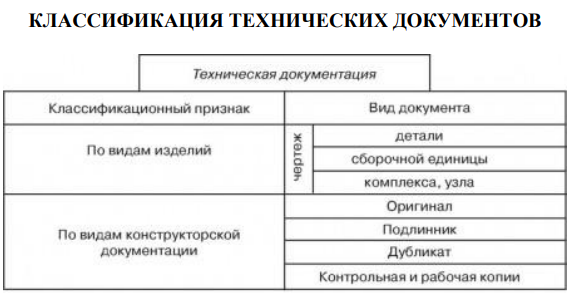 КЛАССИФИКАЦИЯ ТЕХНИЧЕСКИХ ДОКУМЕНТОВ
Техническая документация
Классификационный признак
Вид документа
По видам изделий
чертеж
детали
сборочной единицы
комплекса, узла
По видам конструкторской
документации
Оригинал
Подлинник
Дубликат
Контрольная и рабочая копии